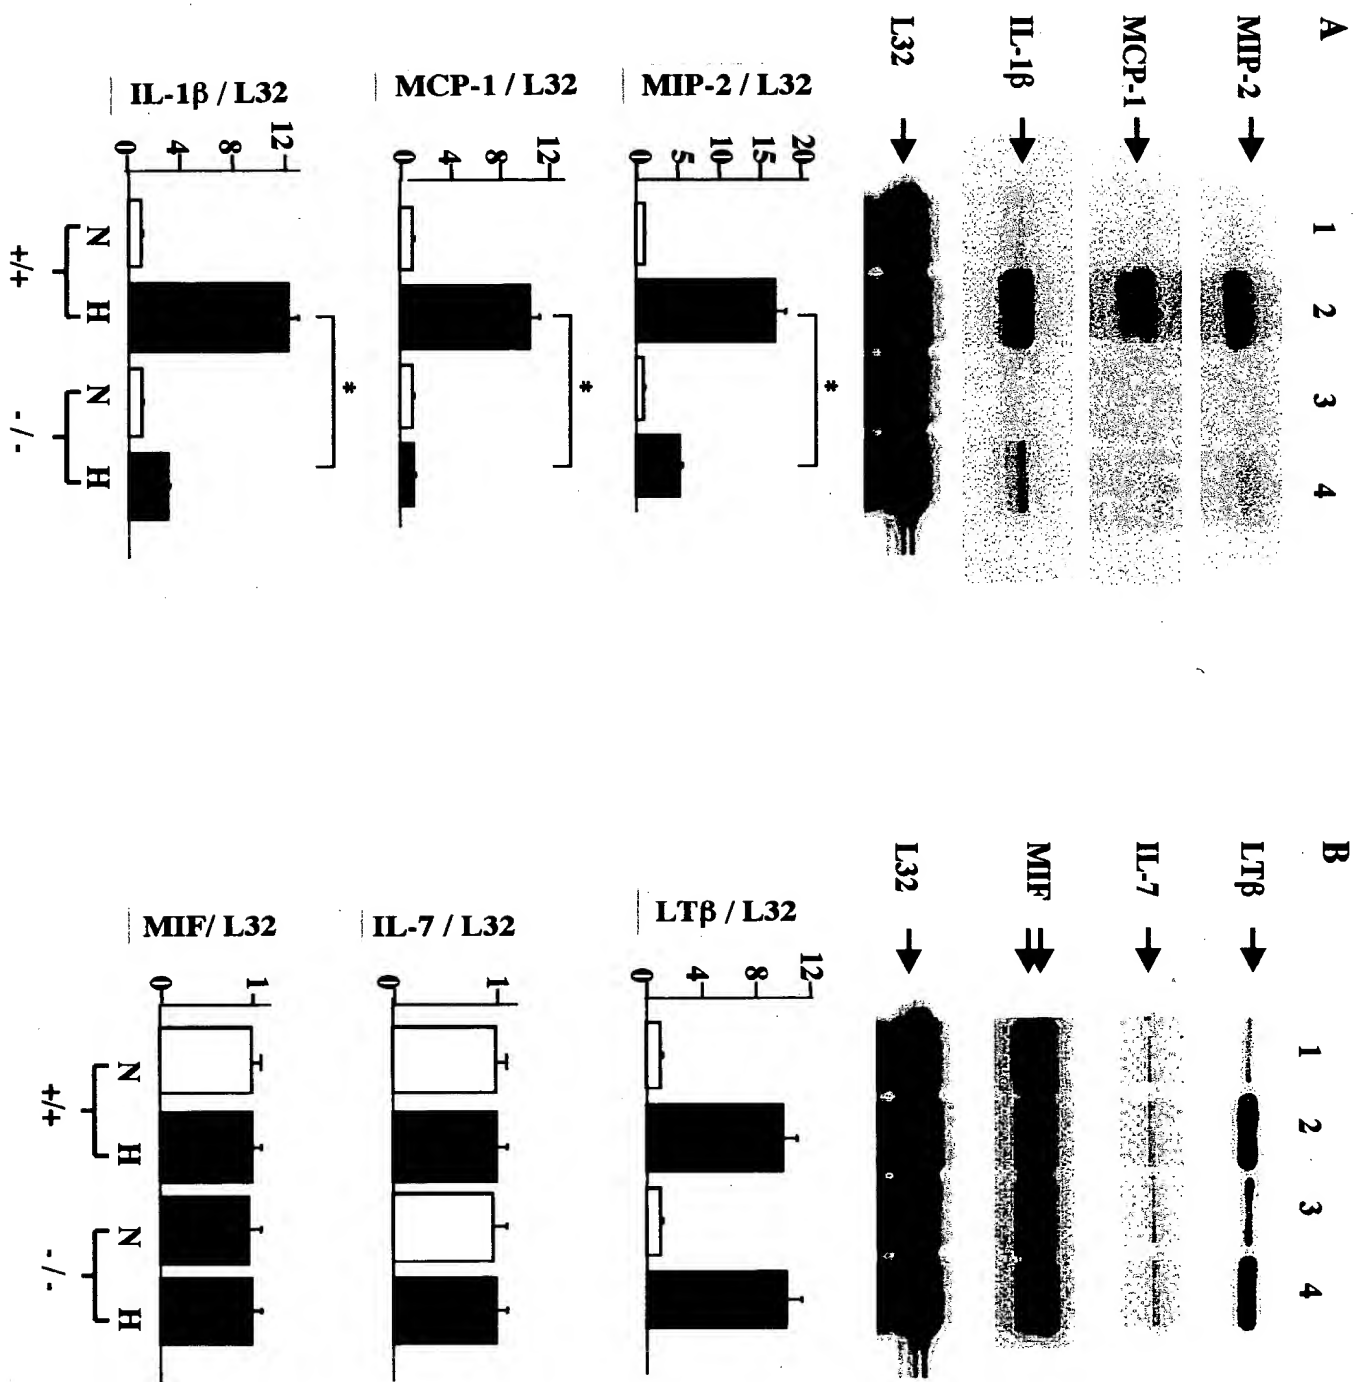 A
1 2 3 4
MIP-2
MCP-1
IL-1β
L32
MIP-2 / L32
20
15
10
5
0
*
MCP-1 / L32
12
8
4
0
*
IL-1β / L32
12
8
4
0
*
N H N H
+/+ -/-
B
1 2 3 4
LTβ
IL-7
MIF
L32
LTβ / L32
12
8
4
0
IL-7 / L32
1
0
MIF/ L32
1
0
N H N H
+/+ -/-